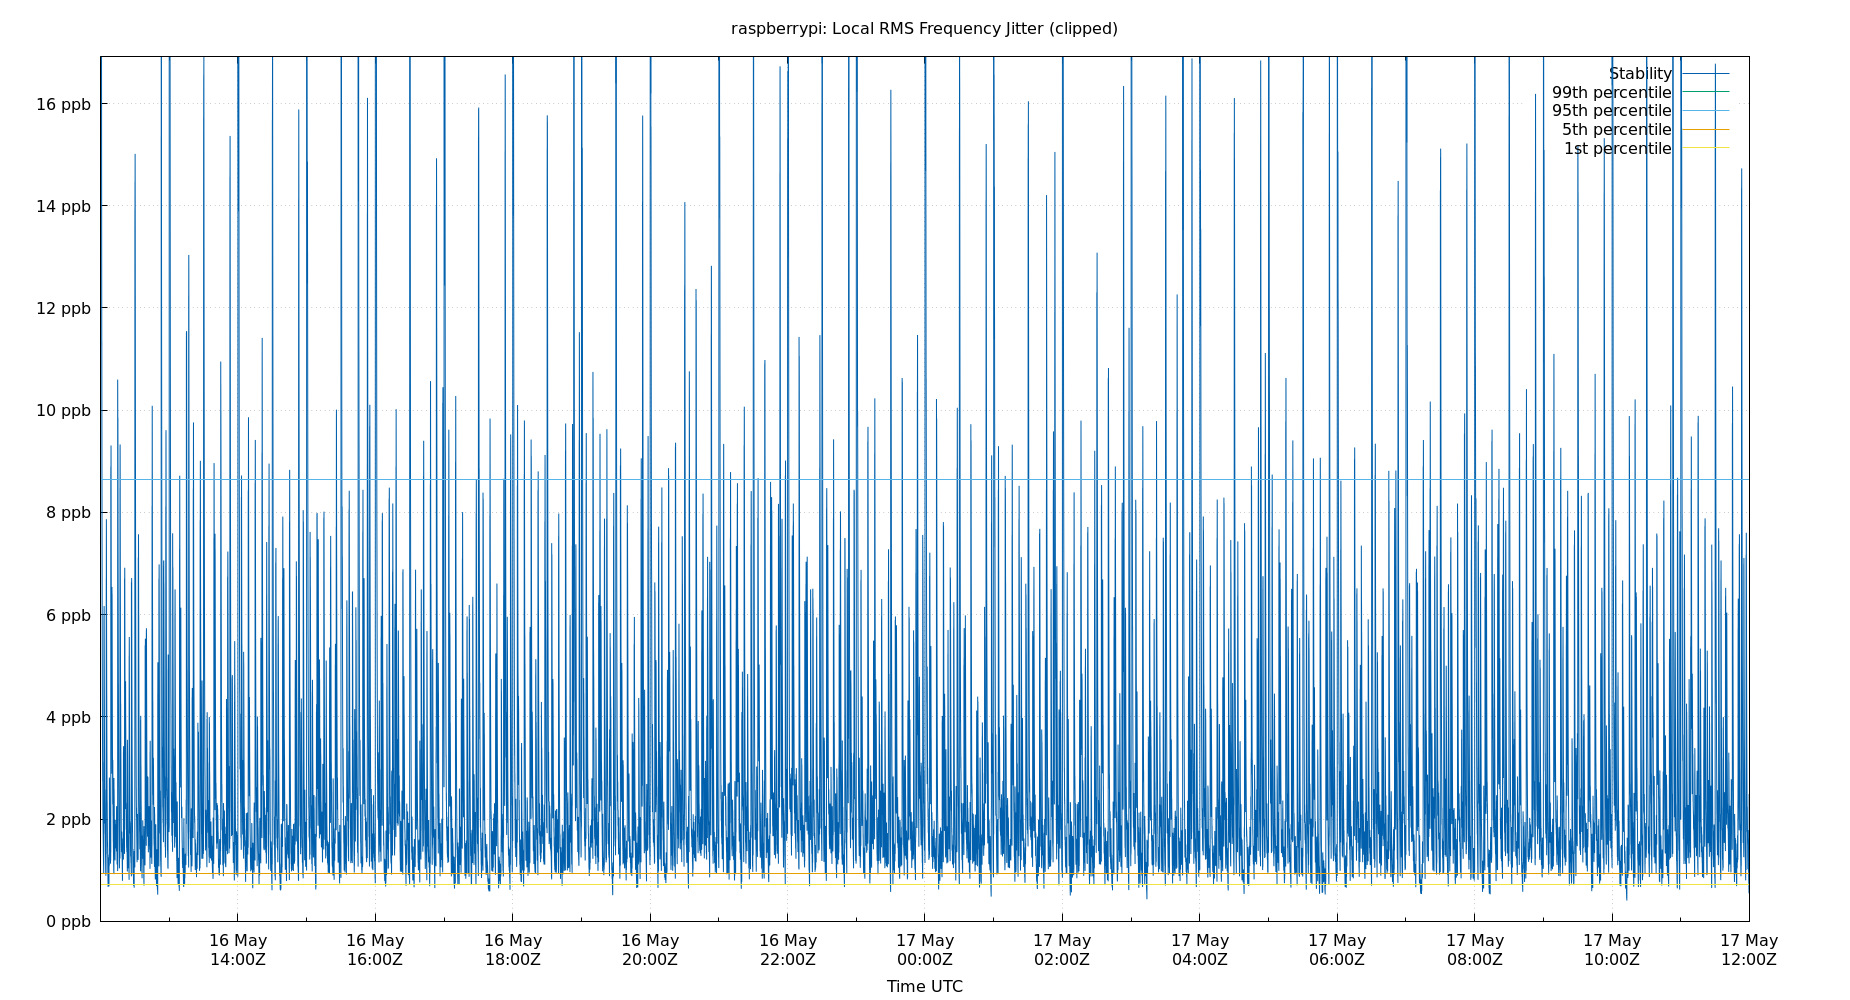 raspberrypi: Local RMS Frequency Jitter (clipped)
Stability
99th percentile
95th percentile
5th percentile
1st percentile
16 ppb
14 ppb
12 ppb
10 ppb
8 ppb
6 ppb
4 ppb
2 ppb
0 ppb
16 May 16 May 16 May 16 May 16 May 17 May 17 May 17 May 17 May 17 May 17 May 17 May
14:00Z 16:00Z 18:00Z 20:00Z 22:00Z 00:00Z 02:00Z 04:00Z 06:00Z 08:00Z 10:00Z 12:00Z
Time UTC